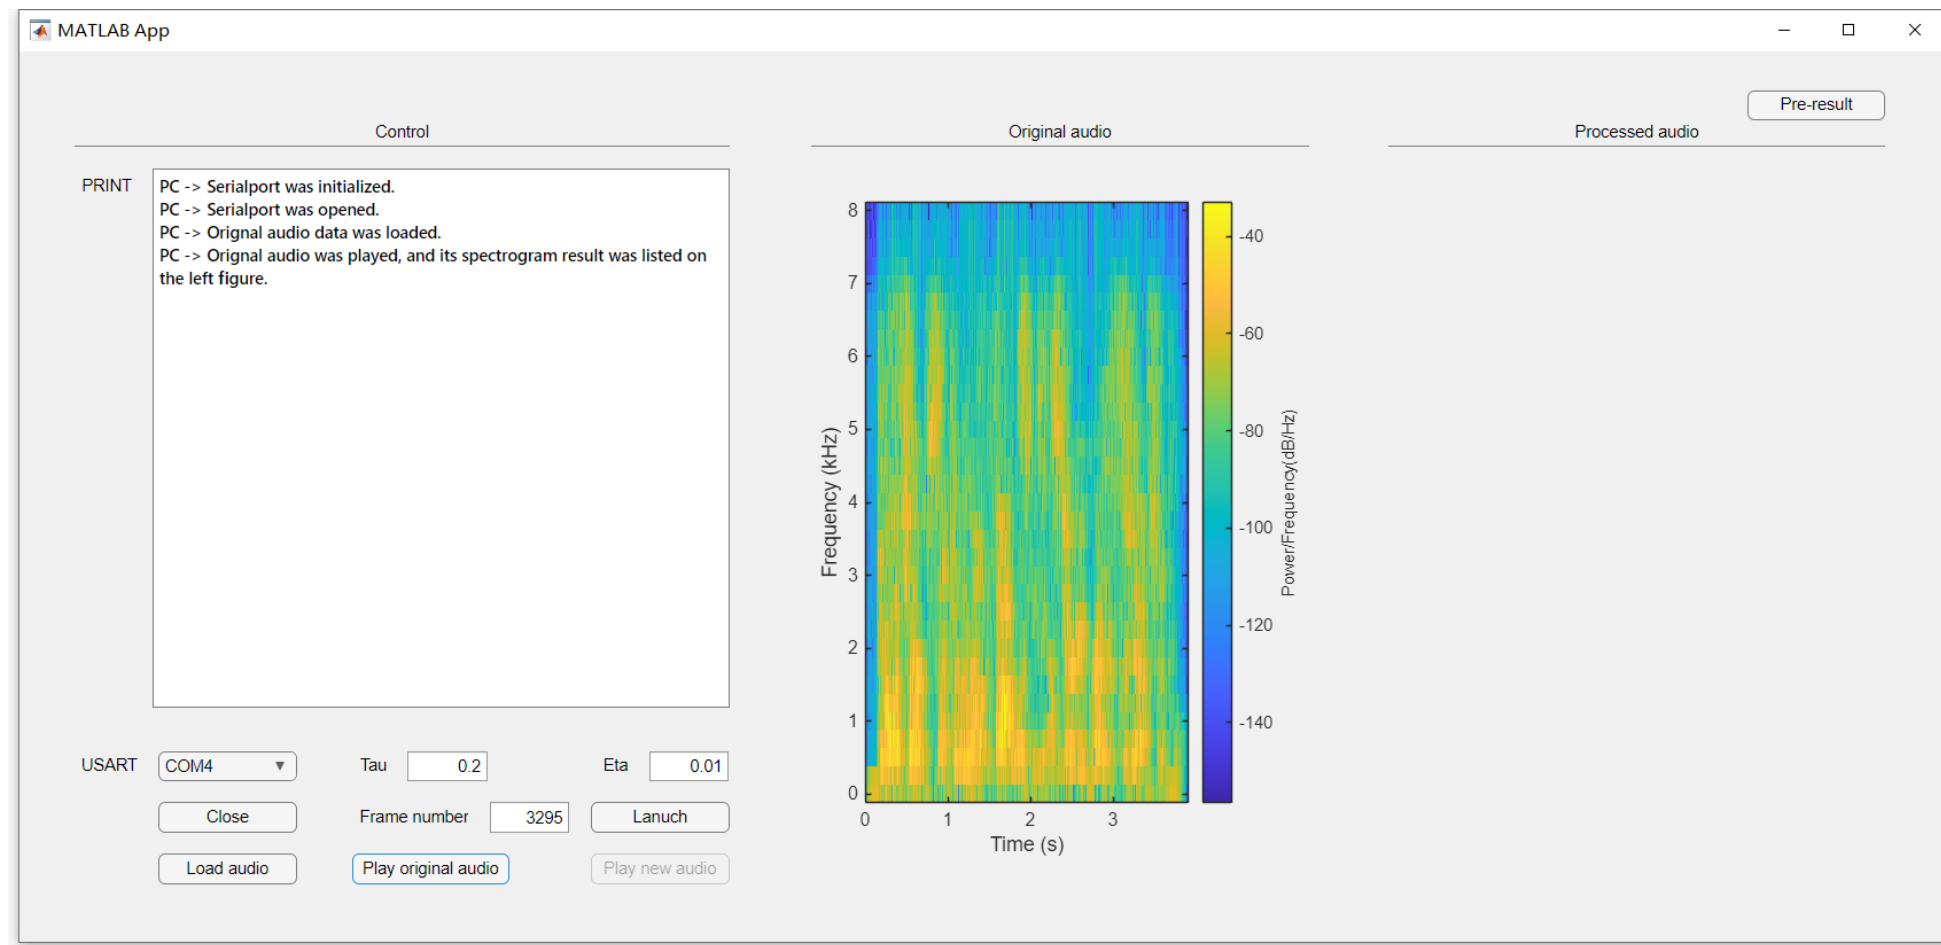 MATLAB App
Pre-result
Control
Original audio
Processed audio
PRINT
PC -> Serialport was initialized.
PC -> Serialport was opened.
PC -> Orignal audio data was loaded.
PC -> Orignal audio was played, and its spectrogram result was listed on
the left figure.
USART
COM4
Tau
0.2
Eta
0.01
Close
Frame number
3295
Lanuch
Load audio
Play original audio
Play new audio
8
7
6
5
4
3
2
1
0
Frequency (kHz)
0
1
2
3
Time (s)
-40
-60
-80
-100
-120
-140
Power/Frequency(dB/Hz)